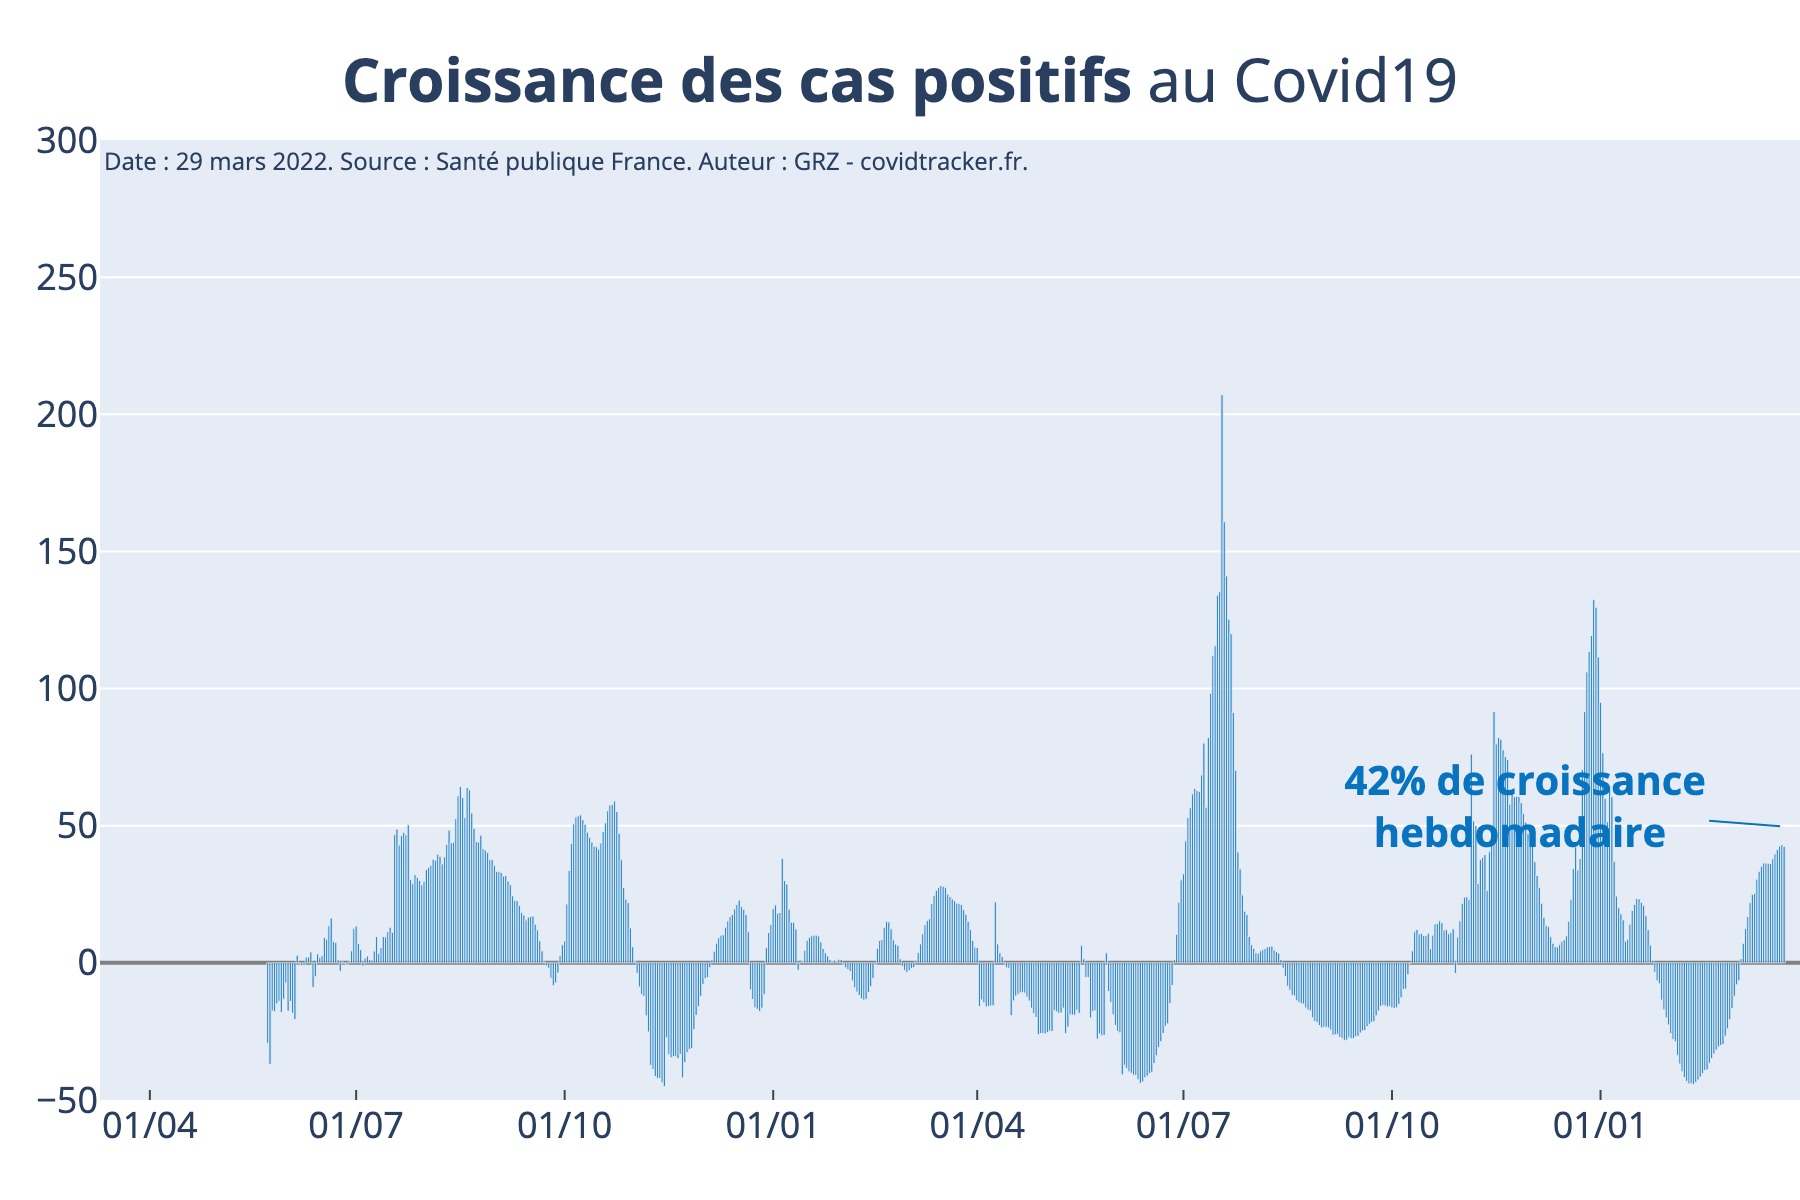 Croissance des cas positifs au Covid19
300
Date : 29 mars 2022. Source : Santé publique France. Auteur : GRZ - covidtracker.fr.
250
200
150
100
42% de croissance
hebdomadaire
50
0
−50
01/04 01/07 01/10 01/01 01/04 01/07 01/10 01/01